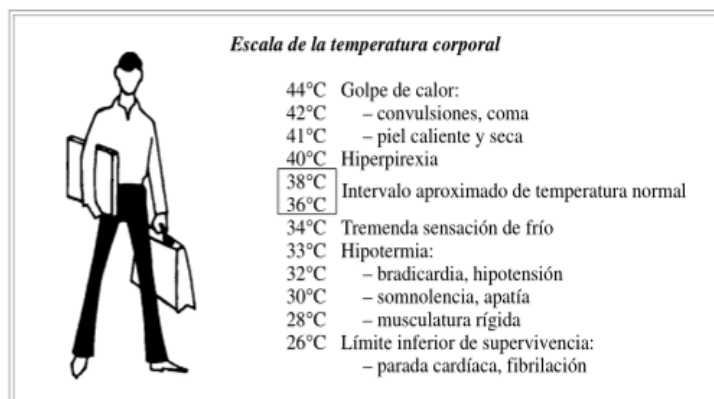 Escala de la temperatura corporal
44°C Golpe de calor:
42°C – convulsiones, coma
41°C – piel caliente y seca
40°C Hiperpirexia
38°C
Intervalo aproximado de temperatura normal
36°C
34°C Tremenda sensación de frío
33°C Hipotermia:
32°C – bradicardia, hipotensión
30°C – somnolencia, apatía
28°C – musculatura rígida
26°C Límite inferior de supervivencia:
– parada cardíaca, fibrilación